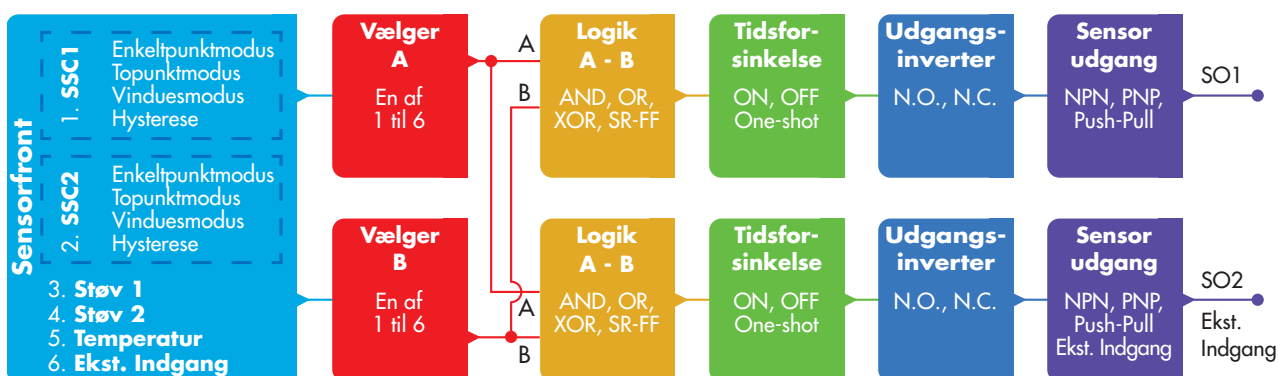 Sensorfront
1. SSC1
Enkeltpunktmodus
Topunktmodus
Vinduesmodus
Hysterese
2. SSC2
Enkeltpunktmodus
Topunktmodus
Vinduesmodus
Hysterese
3. Støv 1
4. Støv 2
5. Temperatur
6. Ekst. Indgang
Vælger
A
En af
1 til 6
A
B
Logik
A - B
AND, OR,
XOR, SR-FF
Tidsfor-
sinkelse
ON, OFF
One-shot
Udgangs-
inverter
N.O., N.C.
Sensor
udgang
NPN, PNP,
Push-Pull
SO1
Vælger
B
En af
1 til 6
A
B
Logik
A - B
AND, OR,
XOR, SR-FF
Tidsfor-
sinkelse
ON, OFF
One-shot
Udgangs-
inverter
N.O., N.C.
Sensor
udgang
NPN, PNP,
Push-Pull
Ekst. Indgang
SO2
Ekst.
Indgang